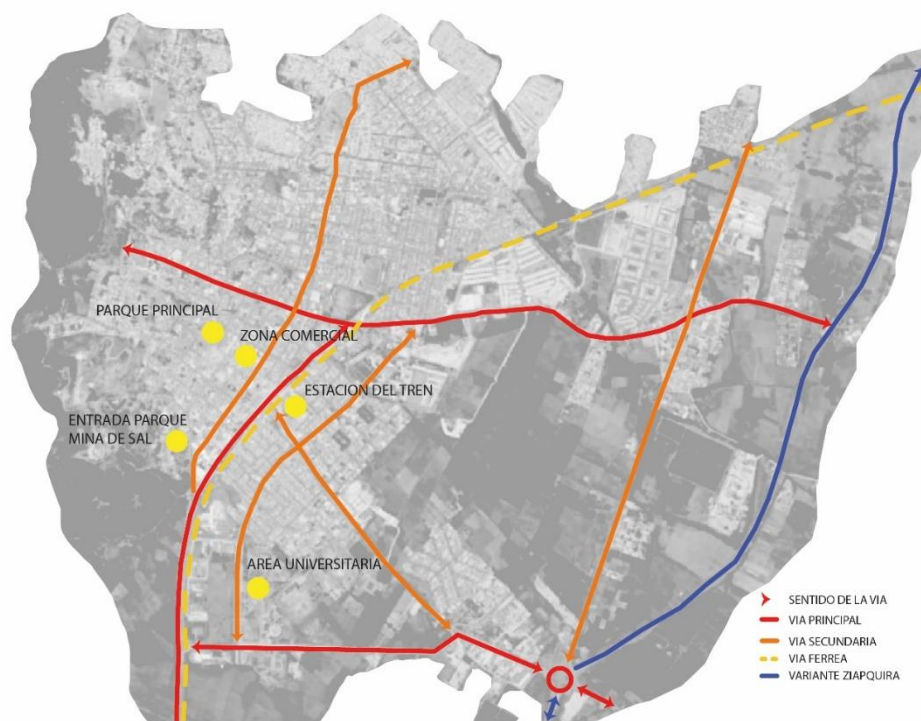 PARQUE PRINCIPAL
ZONA COMERCIAL
ESTACION DEL TREN
ENTRADA PARQUE
MINA DE SAL
AREA UNIVERSITARIA
SENTIDO DE LA VIA
VIA PRINCIPAL
VIA SECUNDARIA
VIA FERREA
VARIANTE ZIAPQUIRA